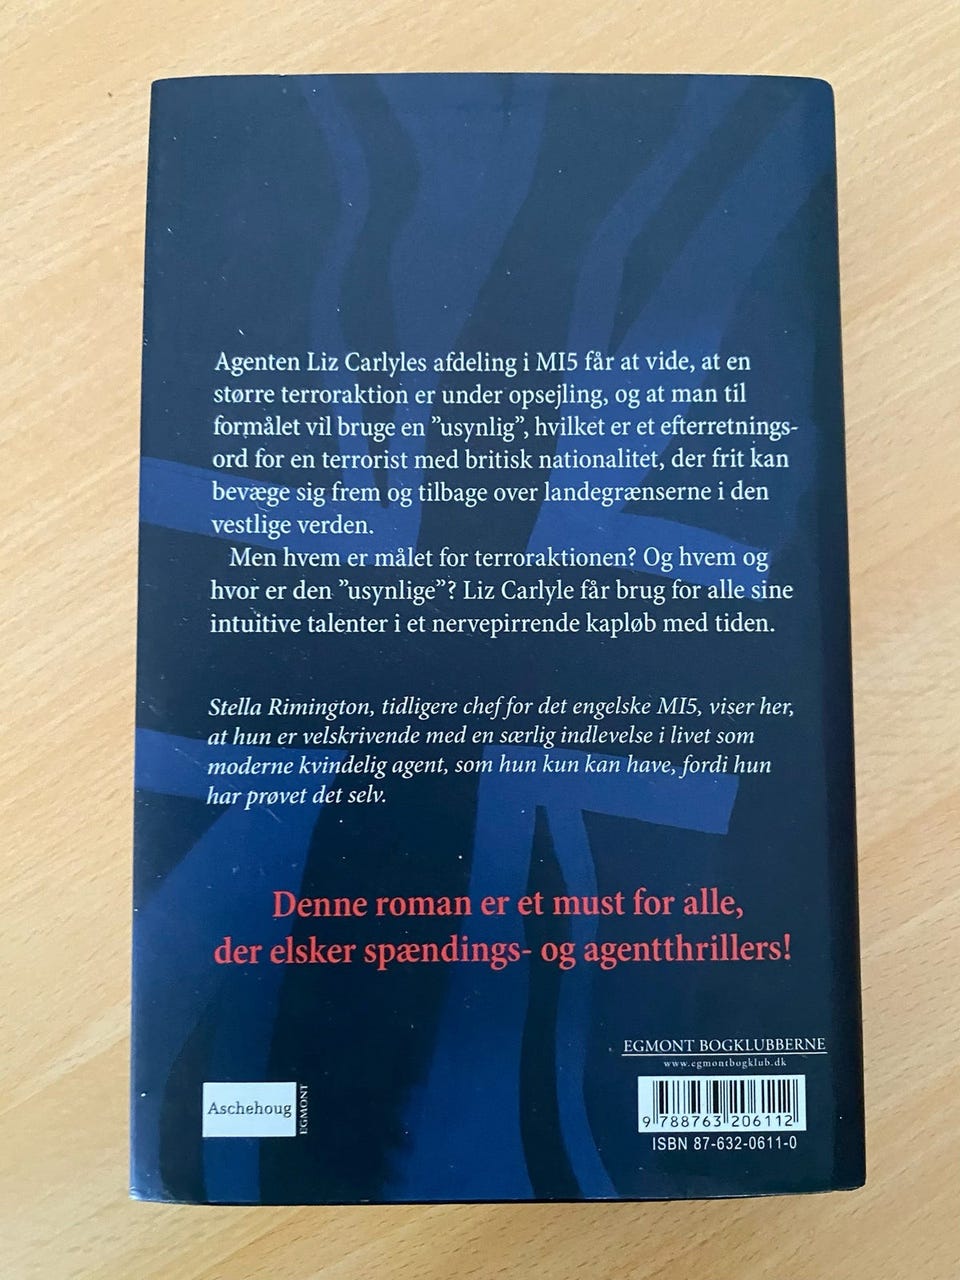 Agenten Liz Carlyles afdeling i MI5 får at vide, at en
større terroraktion er under opsejling, og at man til
formålet vil bruge en ”usynlig”, hvilket er et efterretnings-
ord for en terrorist med britisk nationalitet, der frit kan
bevæge sig frem og tilbage over landegrænserne i den
vestlige verden.
Men hvem er målet for terroraktionen? Og hvem og
hvor er den ”usynlige”? Liz Carlyle får brug for alle sine
intuitive talenter i et nervepirrende kapløb med tiden.
Stella Rimington, tidligere chef for det engelske MI5, viser her,
at hun er velskrivende med en særlig indlevelse i livet som
moderne kvindelig agent, som hun kun kan have, fordi hun
har prøvet det selv.
Denne roman er et must for alle,
der elsker spændings- og agentthrillers!
EGMONT BOGKLUBBERNE
www.egmontbogklub.dk
Aschehoug
EGMONT
9 788763 206112
ISBN 87-632-0611-0